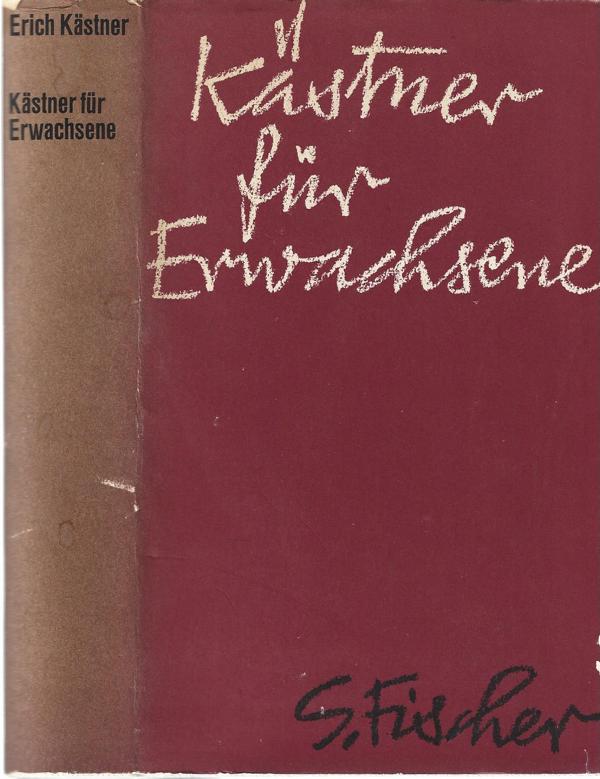 Erich Kästner
Kästner für
Erwachsene
Kästner
für
Erwachsene
S. Fischer